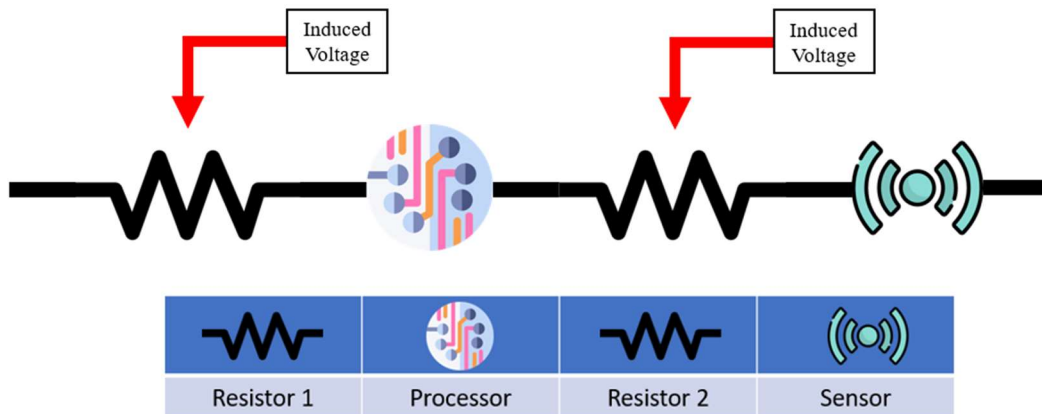 Induced
Voltage
Induced
Voltage
Resistor 1
Processor
Resistor 2
Sensor